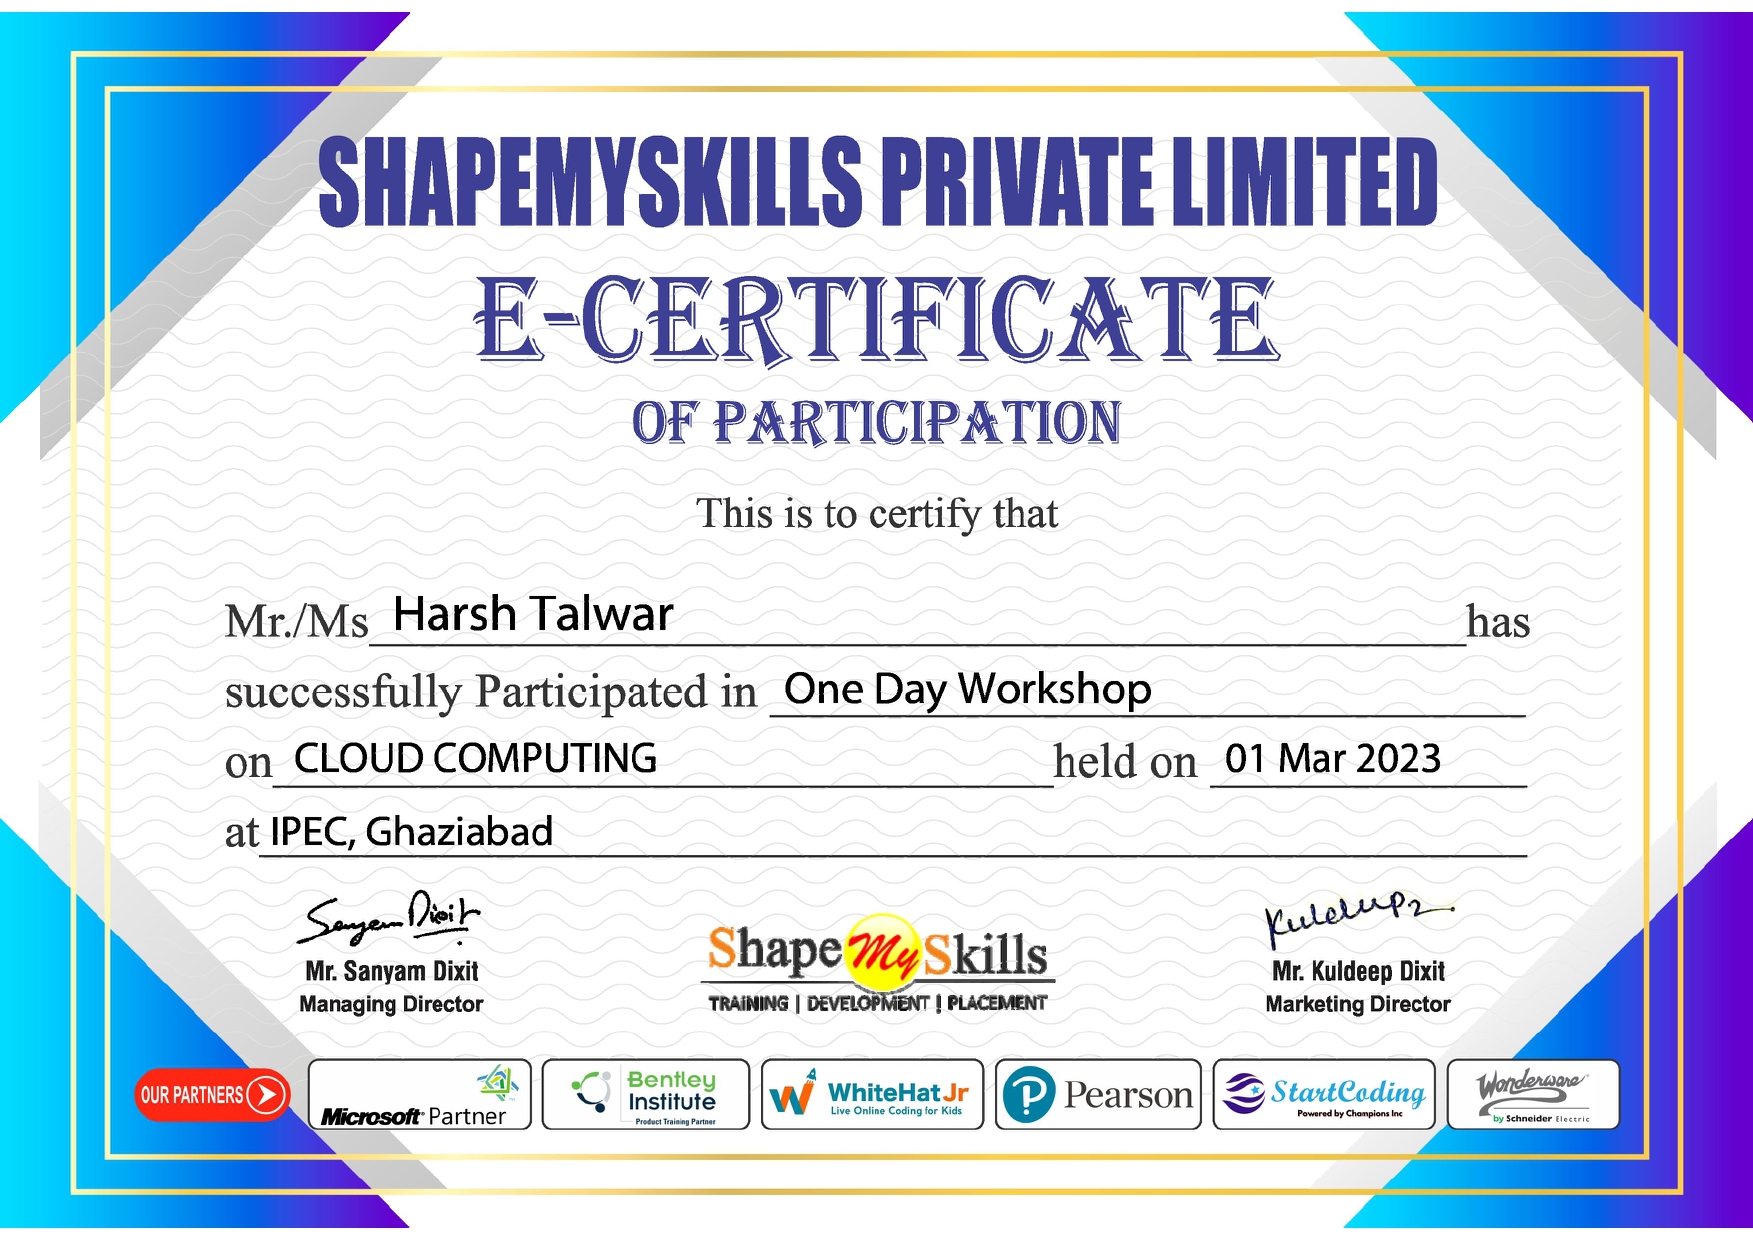 SHAPEMYSKILLS PRIVATE LIMITED
E-CERTIFICATE
OF PARTICIPATION
This is to certify that
Mr./Ms Harsh Talwar has
successfully Participated in One Day Workshop
on CLOUD COMPUTING held on 01 Mar 2023
at IPEC, Ghaziabad
Sanyam Dixit
Mr. Sanyam Dixit
Managing Director
Shape My Skills
TRAINING | DEVELOPMENT | PLACEMENT
Mr. Kuldeep Dixit
Marketing Director
OUR PARTNERS
Microsoft Partner
Bentley Institute
Product Training Partner
WhiteHat Jr
Live Online Coding for Kids
Pearson
StartCoding
Powered by Champions Inc
Wonderware
by Schneider Electric